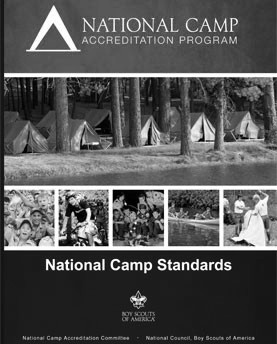 NATIONAL CAMP
ACCREDITATION PROGRAM
National Camp Standards
BOY SCOUTS
OF AMERICA®
National Camp Accreditation Committee · National Council, Boy Scouts of America